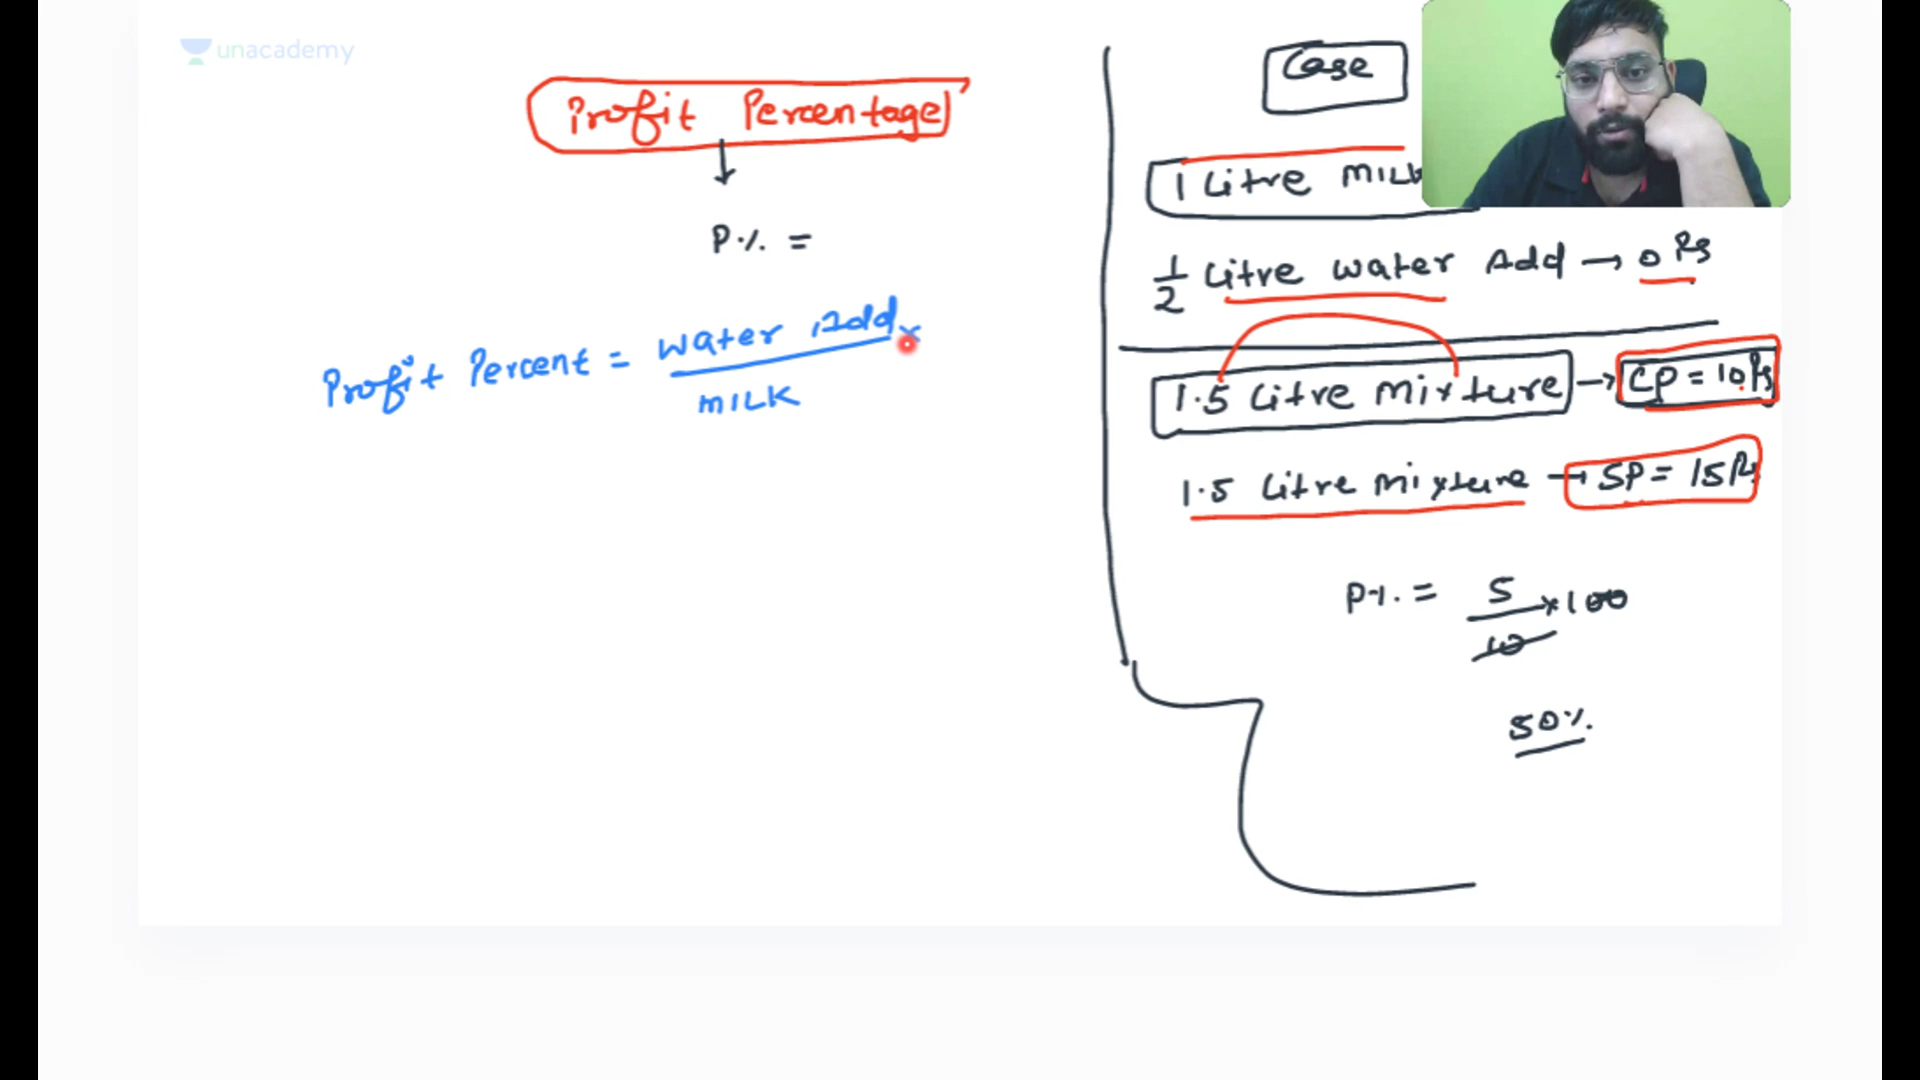 unacademy
Profit Percentage
P.%. =
Profit Percent = Water Add x
MILK
Case
1 Litre MILK
1/2 Litre Water Add → 0 Rs
1.5 Litre Mixture → CP = 10 Rs
1.5 Litre Mixture → SP = 15 Rs
P.%. = 5/10 × 100
50%